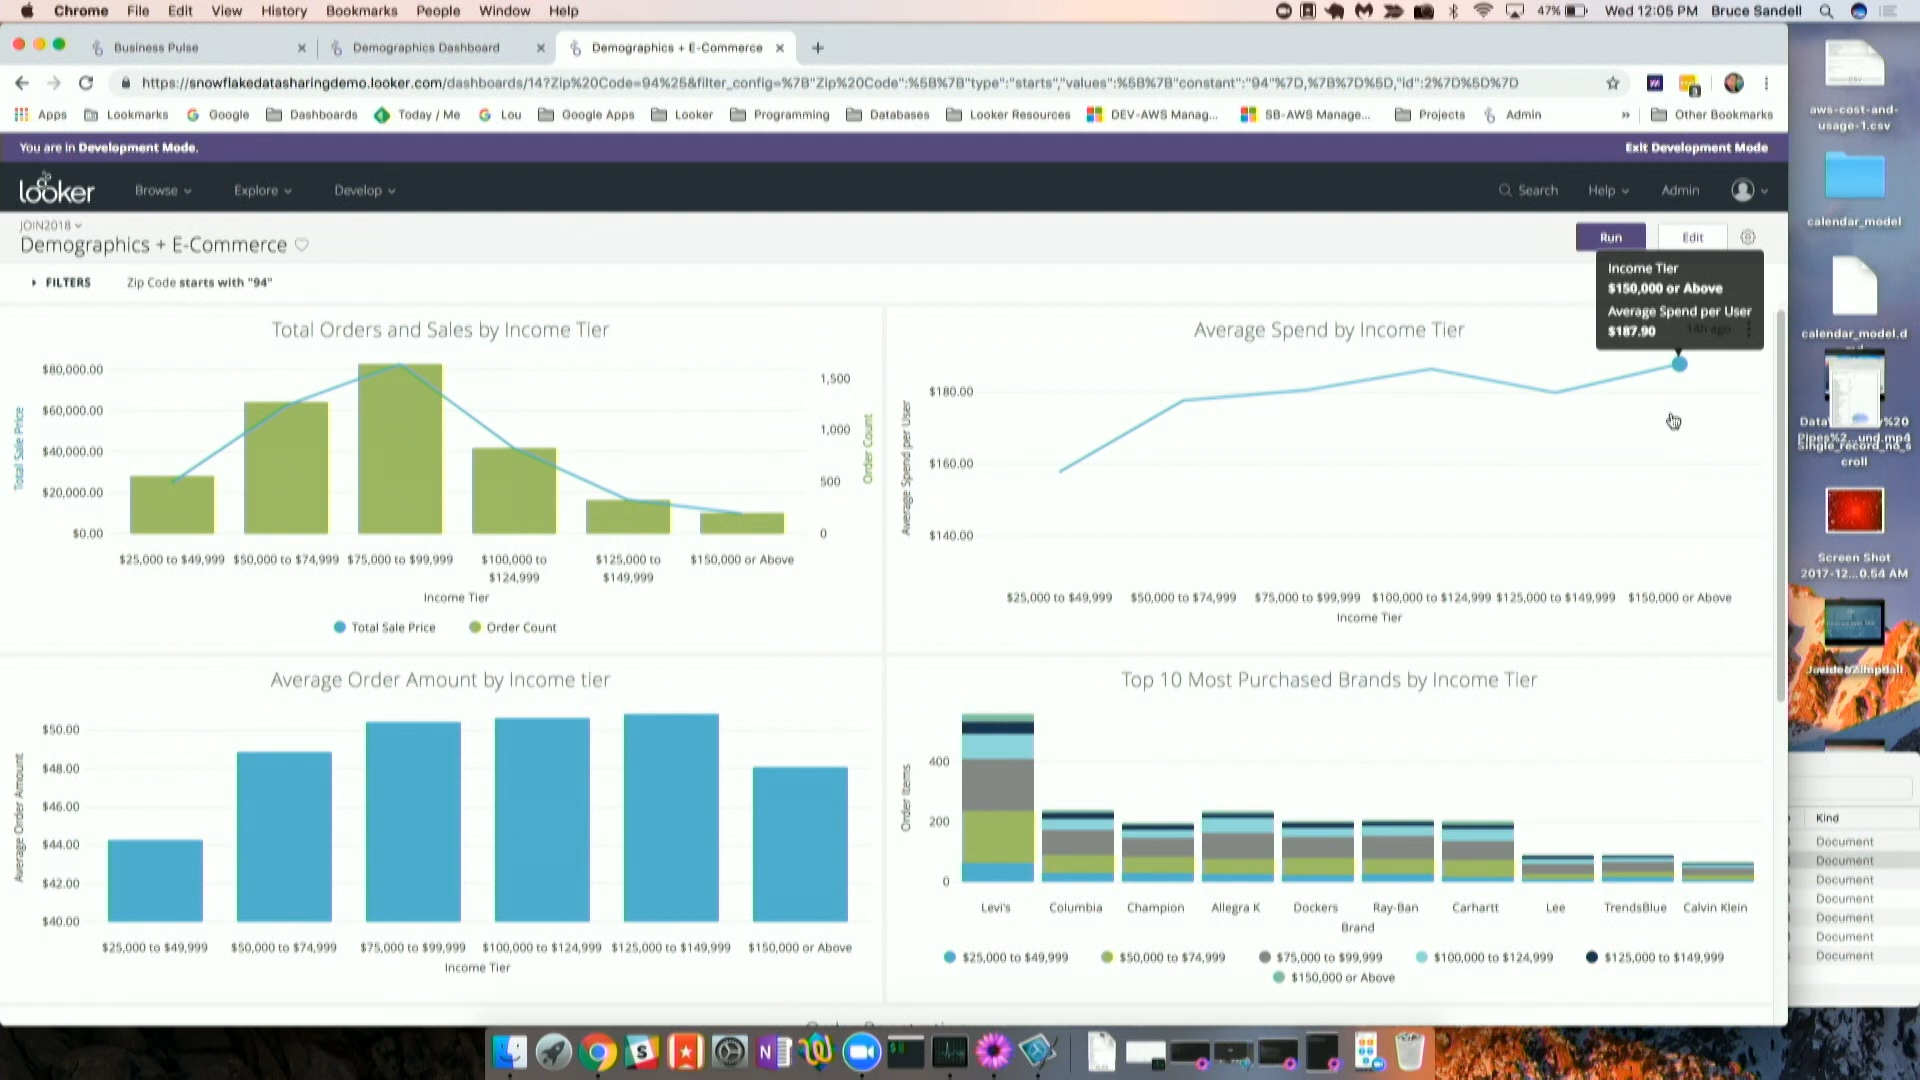 Chrome File Edit View History Bookmarks People Window Help
47% Wed 12:05 PM Bruce Sandell
Business Pulse
Demographics Dashboard
Demographics + E-Commerce
https://snowflakedatasharingdemo.looker.com/dashboards/14?Zip%20Code=94%25&filter_config=%7B"Zip%20Code":%5B%7B"type":"starts","values":%5B%7B"constant":"94"%7D,%7B%7D%5D,"id":2%7D%5D%7D
Apps Lookmarks Google Dashboards Today / Me Lou Google Apps Looker Programming Databases Looker Resources DEV-AWS Manag... SB-AWS Manage... Projects Admin » Other Bookmarks
You are in Development Mode.
Exit Development Mode
looker Browse Explore Develop Search Help Admin
JOIN2018
Demographics + E-Commerce
Run Edit
FILTERS Zip Code starts with "94"
Income Tier
$150,000 or Above
Average Spend per User
$187.90
14h ago
Total Orders and Sales by Income Tier
$80,000.00
$60,000.00
$40,000.00
$20,000.00
$0.00
Total Sale Price
1,500
1,000
500
0
Order Count
$25,000 to $49,999 $50,000 to $74,999 $75,000 to $99,999 $100,000 to $124,999 $125,000 to $149,999 $150,000 or Above
Income Tier
Total Sale Price Order Count
Average Spend by Income Tier
$180.00
$160.00
$140.00
Average Spend per User
$25,000 to $49,999 $50,000 to $74,999 $75,000 to $99,999 $100,000 to $124,999 $125,000 to $149,999 $150,000 or Above
Income Tier
Average Order Amount by Income tier
$50.00
$48.00
$46.00
$44.00
$42.00
$40.00
Average Order Amount
$25,000 to $49,999 $50,000 to $74,999 $75,000 to $99,999 $100,000 to $124,999 $125,000 to $149,999 $150,000 or Above
Income Tier
Top 10 Most Purchased Brands by Income Tier
400
200
0
Order Items
Levi's Columbia Champion Allegra K Dockers Ray-Ban Carhartt Lee TrendsBlue Calvin Klein
Brand
$25,000 to $49,999 $50,000 to $74,999 $75,000 to $99,999 $100,000 to $124,999 $125,000 to $149,999
$150,000 or Above
aws-cost-and-
usage-1.csv
calendar_model
calendar_model.d
Screen Shot
2017-12...0.54 AM
Kind
Document
Document
Document
Document
Document
Document
Document